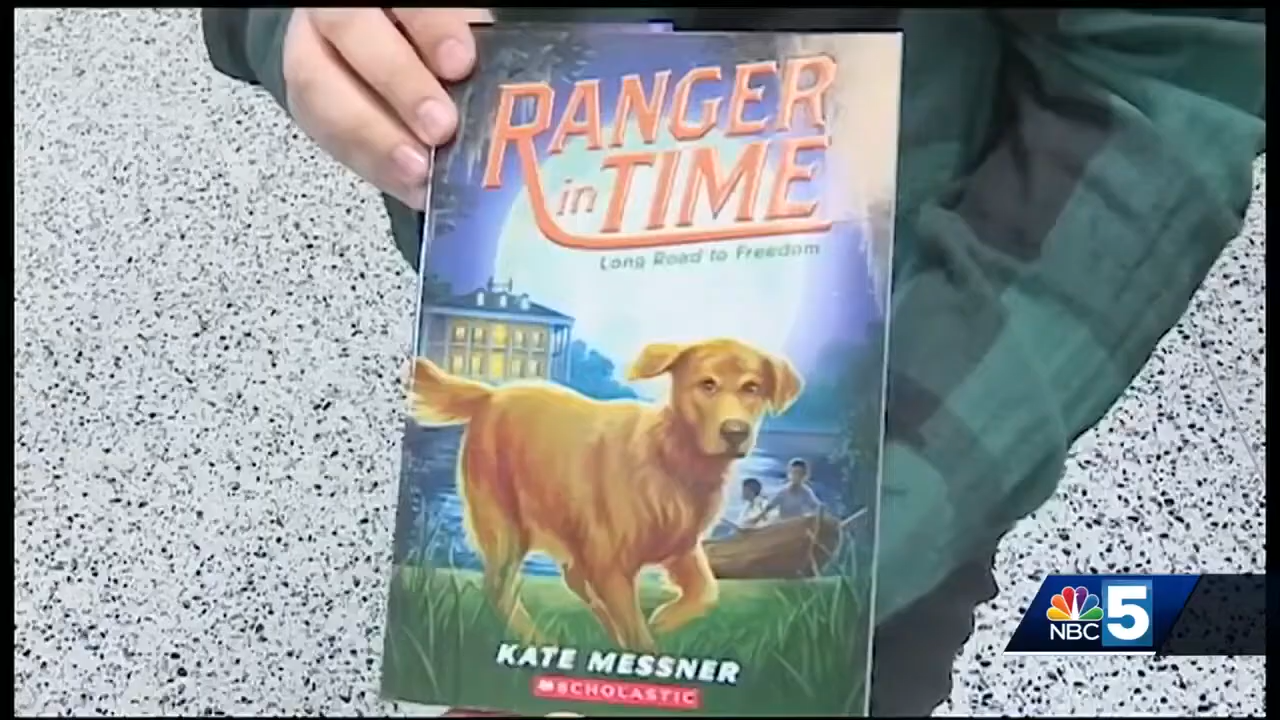 RANGER
in TIME
Long Road to Freedom
KATE MESSNER
SCHOLASTIC
NBC 5